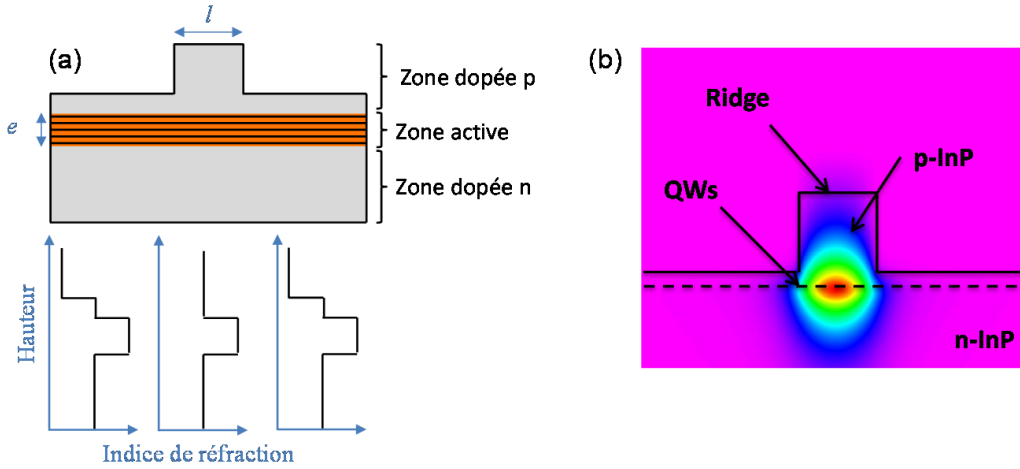 l
(a)
Zone dopée p
e
Zone active
Zone dopée n
Hauteur
Indice de réfraction
(b)
Ridge
p-InP
QWs
n-InP